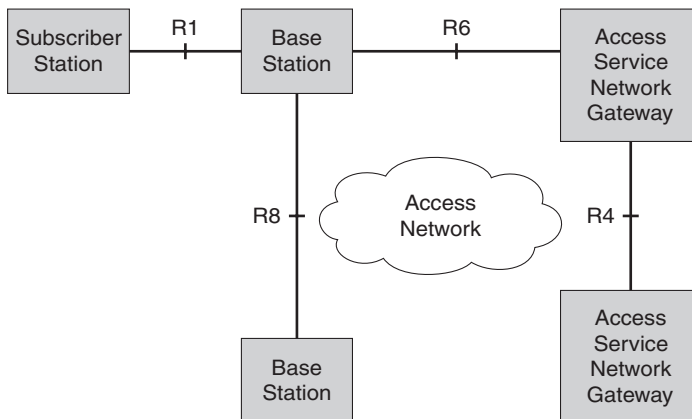 Subscriber
Station
R1
Base
Station
R6
Access
Service
Network
Gateway
R8
Access
Network
R4
Base
Station
Access
Service
Network
Gateway